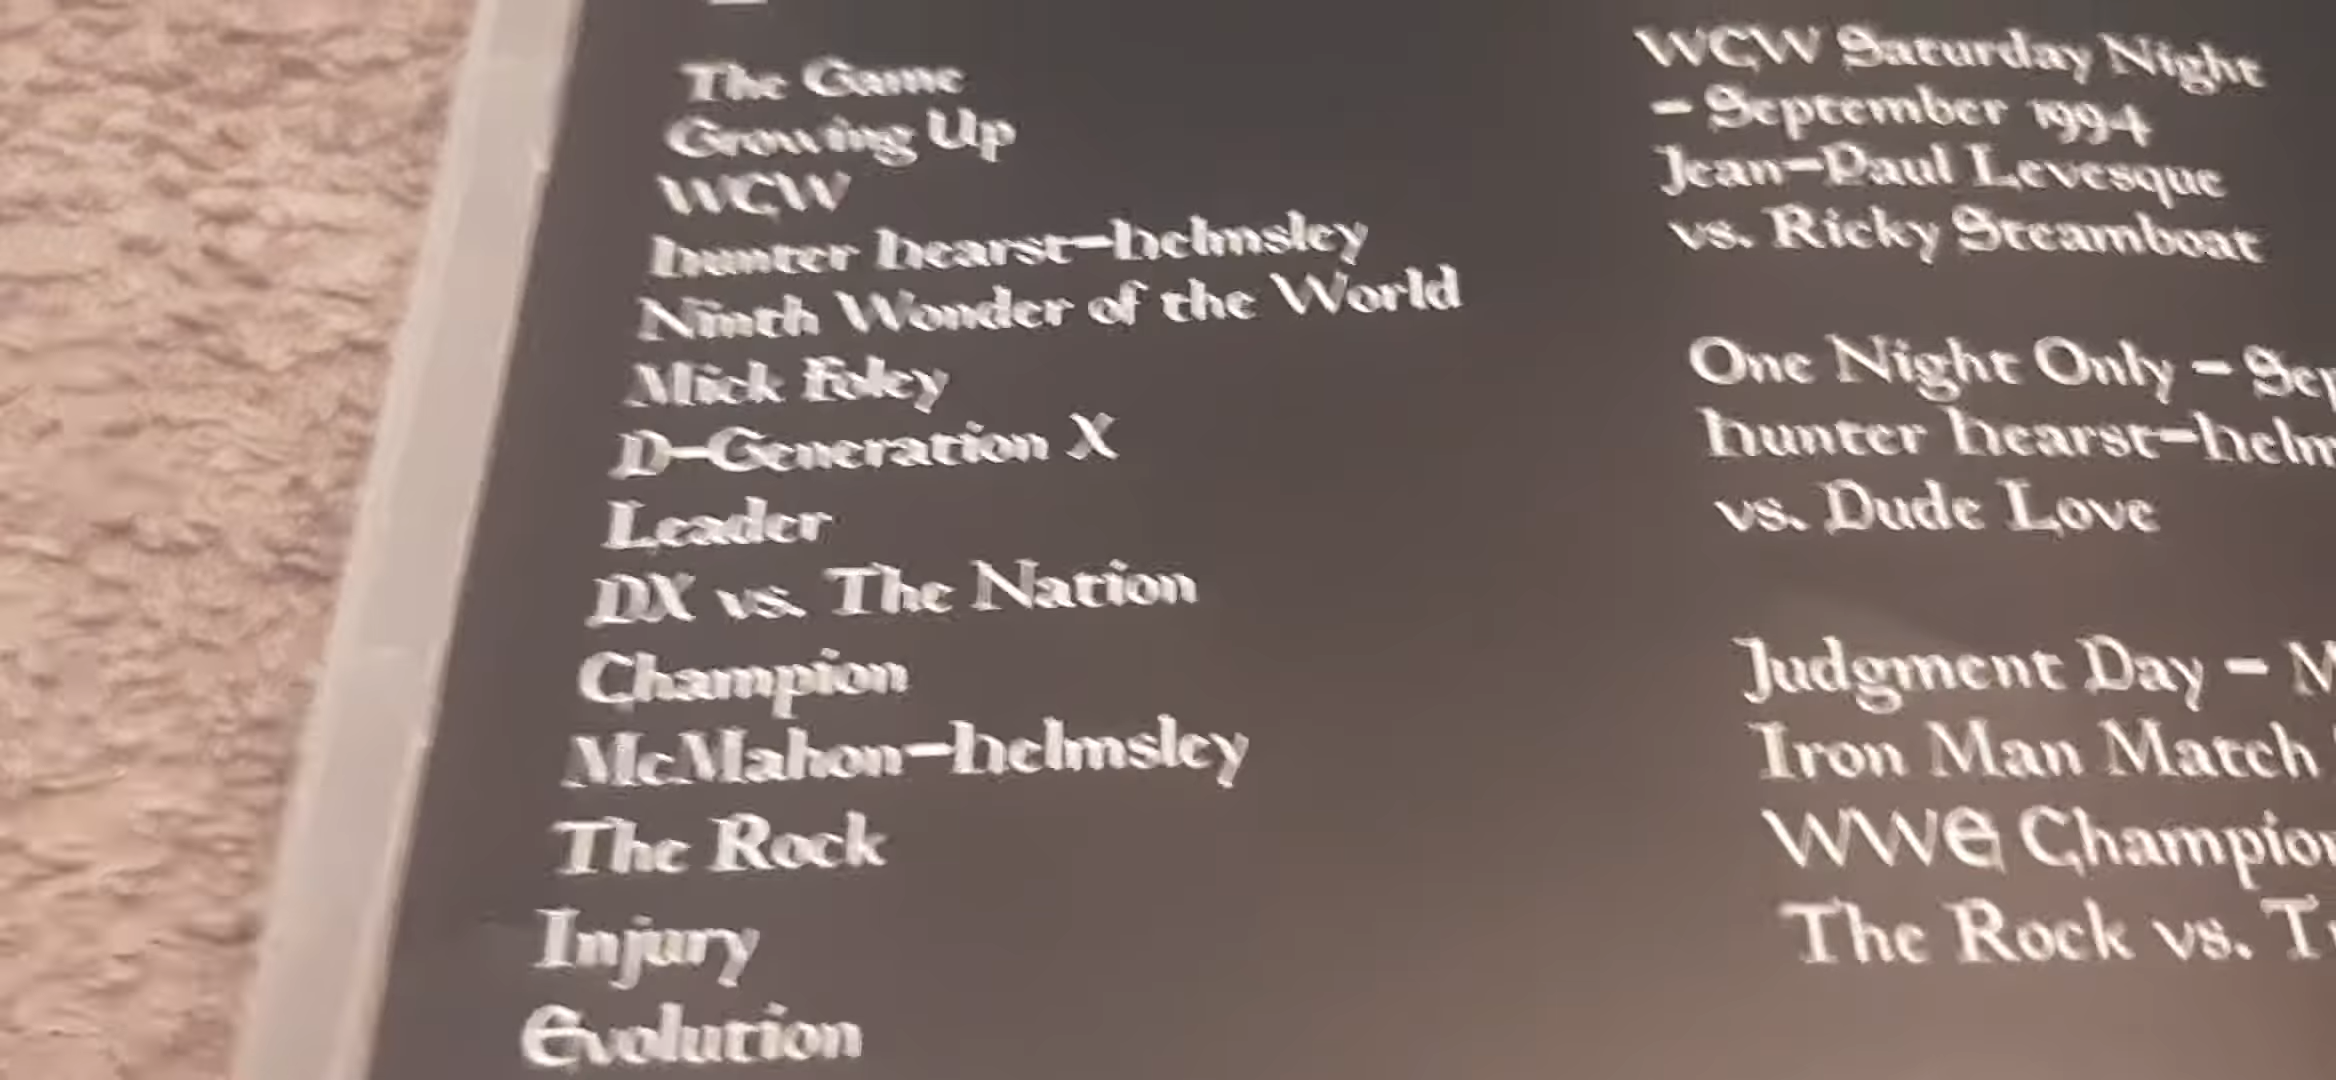 The Game
Growing Up
WCW
hunter hearst-helmsley
Ninth Wonder of the World
Mick Foley
D-Generation X
Leader
DX vs. The Nation
Champion
McMahon-helmsley
The Rock
Injury
Evolution
WCW Saturday Night
- September 1994
Jean-Paul Levesque
vs. Ricky Steamboat
One Night Only -
hunter
vs. Dude Love
Judgment Day -
Iron Man Match
WWE
The Rock vs.